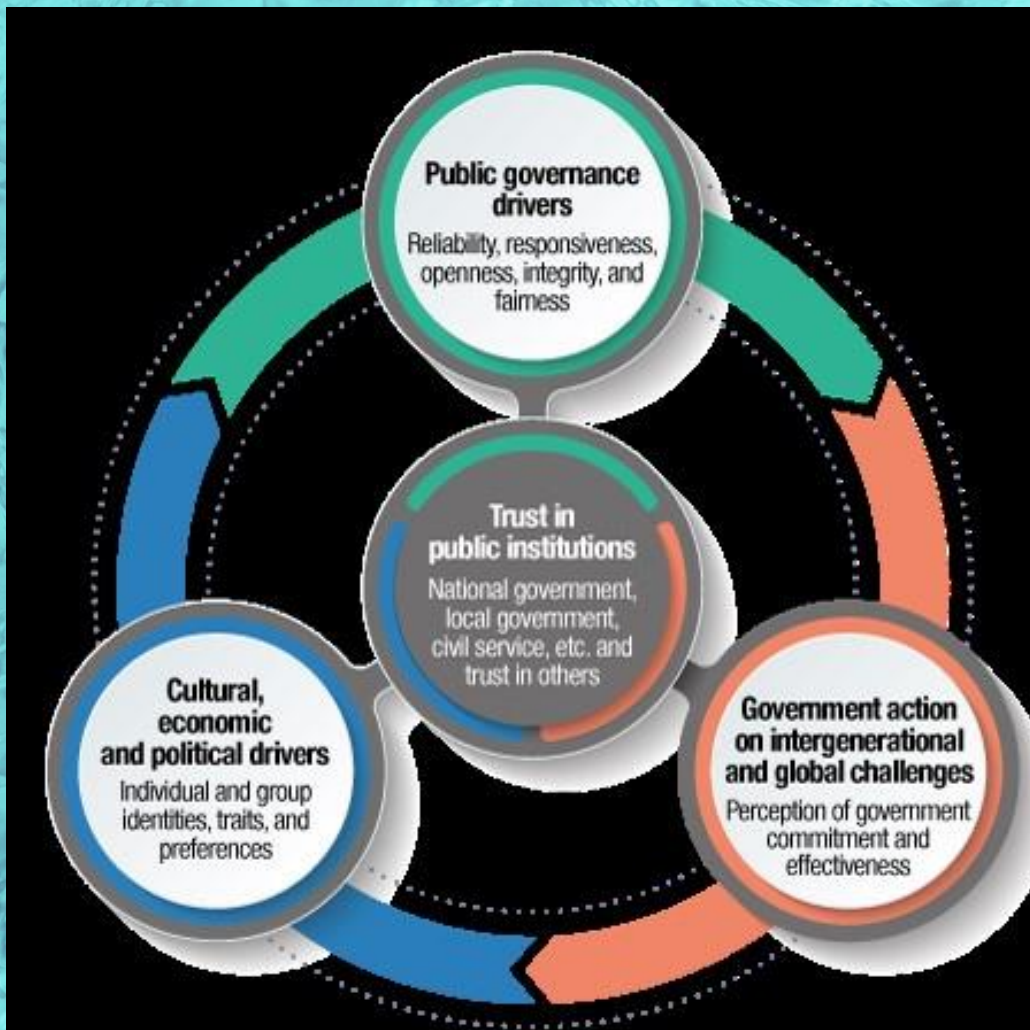 Public governance
drivers
Reliability, responsiveness,
openness, integrity, and
fairness
Trust in
public institutions
National government,
local government,
civil service, etc. and
trust in others
Cultural,
economic
and political drivers
Individual and group
identities, traits, and
preferences
Government action
on intergenerational
and global challenges
Perception of government
commitment and
effectiveness